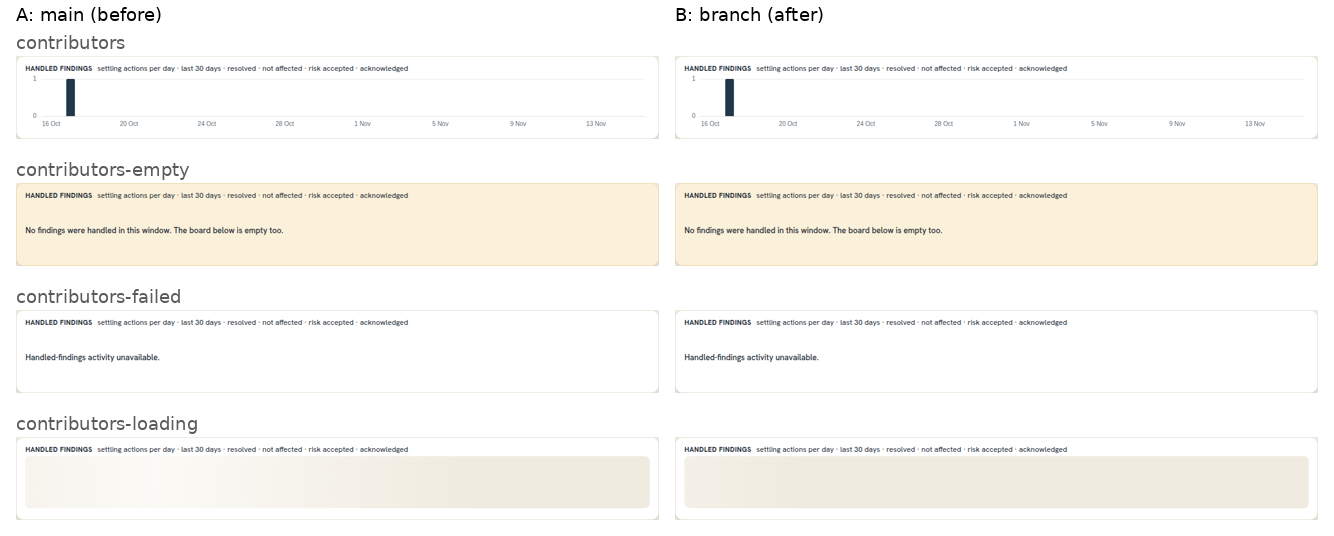 A: main (before)
B: branch (after)
contributors
HANDLED FINDINGS settling actions per day · last 30 days · resolved · not affected · risk accepted · acknowledged
1
0
16 Oct 20 Oct 24 Oct 28 Oct 1 Nov 5 Nov 9 Nov 13 Nov
HANDLED FINDINGS settling actions per day · last 30 days · resolved · not affected · risk accepted · acknowledged
1
0
16 Oct 20 Oct 24 Oct 28 Oct 1 Nov 5 Nov 9 Nov 13 Nov
contributors-empty
HANDLED FINDINGS settling actions per day · last 30 days · resolved · not affected · risk accepted · acknowledged
No findings were handled in this window. The board below is empty too.
HANDLED FINDINGS settling actions per day · last 30 days · resolved · not affected · risk accepted · acknowledged
No findings were handled in this window. The board below is empty too.
contributors-failed
HANDLED FINDINGS settling actions per day · last 30 days · resolved · not affected · risk accepted · acknowledged
Handled-findings activity unavailable.
HANDLED FINDINGS settling actions per day · last 30 days · resolved · not affected · risk accepted · acknowledged
Handled-findings activity unavailable.
contributors-loading
HANDLED FINDINGS settling actions per day · last 30 days · resolved · not affected · risk accepted · acknowledged
HANDLED FINDINGS settling actions per day · last 30 days · resolved · not affected · risk accepted · acknowledged